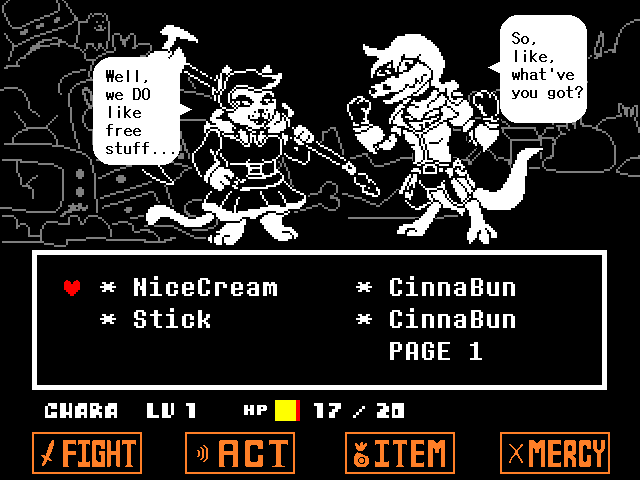 Well,
we DO
like
free
stuff...
So,
like,
what've
you got?
* NiceCream * CinnaBun
* Stick * CinnaBun
PAGE 1
CHARA LV 1 HP 17 / 20
FIGHT ACT ITEM MERCY